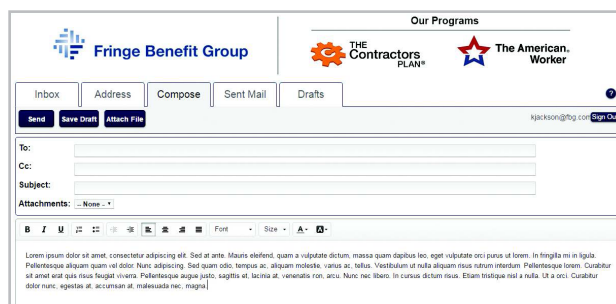 Our Programs
Fringe Benefit Group
THE
Contractors
PLAN®
The American®
Worker
Inbox Address Compose Sent Mail Drafts ?
Send Save Draft Attach File kjackson@fbg.com Sign Out
To:
Cc:
Subject:
Attachments: -- None --
B I U Font Size A A
Lorem ipsum dolor sit amet, consectetur adipiscing elit. Sed at ante. Mauris eleifend, quam a vulputate dictum, massa quam dapibus leo, eget vulputate orci purus ut lorem. In fringilla mi in ligula.
Pellentesque aliquam quam vel dolor. Nunc adipiscing. Sed quam odio, tempus ac, aliquam molestie, varius ac, tellus. Vestibulum ut nulla aliquam risus rutrum interdum. Pellentesque lorem. Curabitur
sit amet erat quis risus feugiat viverra. Pellentesque augue justo, sagittis et, lacinia at, venenatis non, arcu. Nunc nec libero. In cursus dictum risus. Etiam tristique nisl a nulla. Ut a orci. Curabitur
dolor nunc, egestas at, accumsan at, malesuada nec, magna.